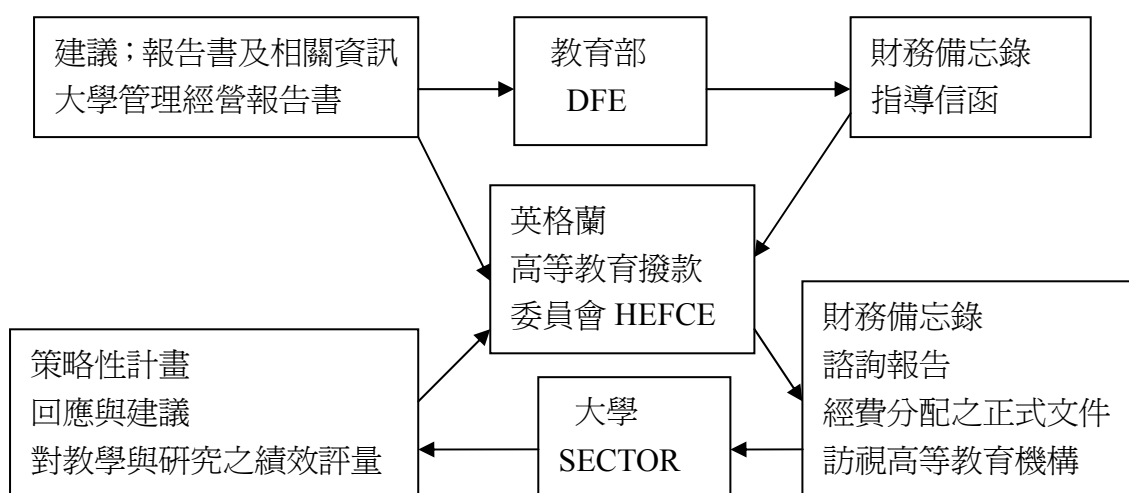 建議；報告書及相關資訊
大學管理經營報告書
教育部
DFE
財務備忘錄
指導信函
英格蘭
高等教育撥款
委員會 HEFCE
策略性計畫
回應與建議
對教學與研究之績效評量
大學
SECTOR
財務備忘錄
諮詢報告
經費分配之正式文件
訪視高等教育機構